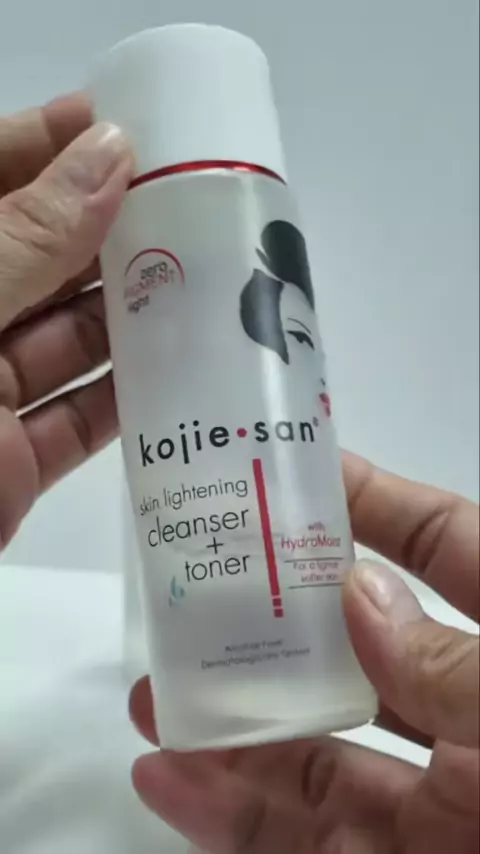 zero
PIGMENT
light
kojie•san®
skin lightening
cleanser
+
toner
with
HydroMoist
For a lighter
softer skin
Alcohol-Free
Dermatologically Tested